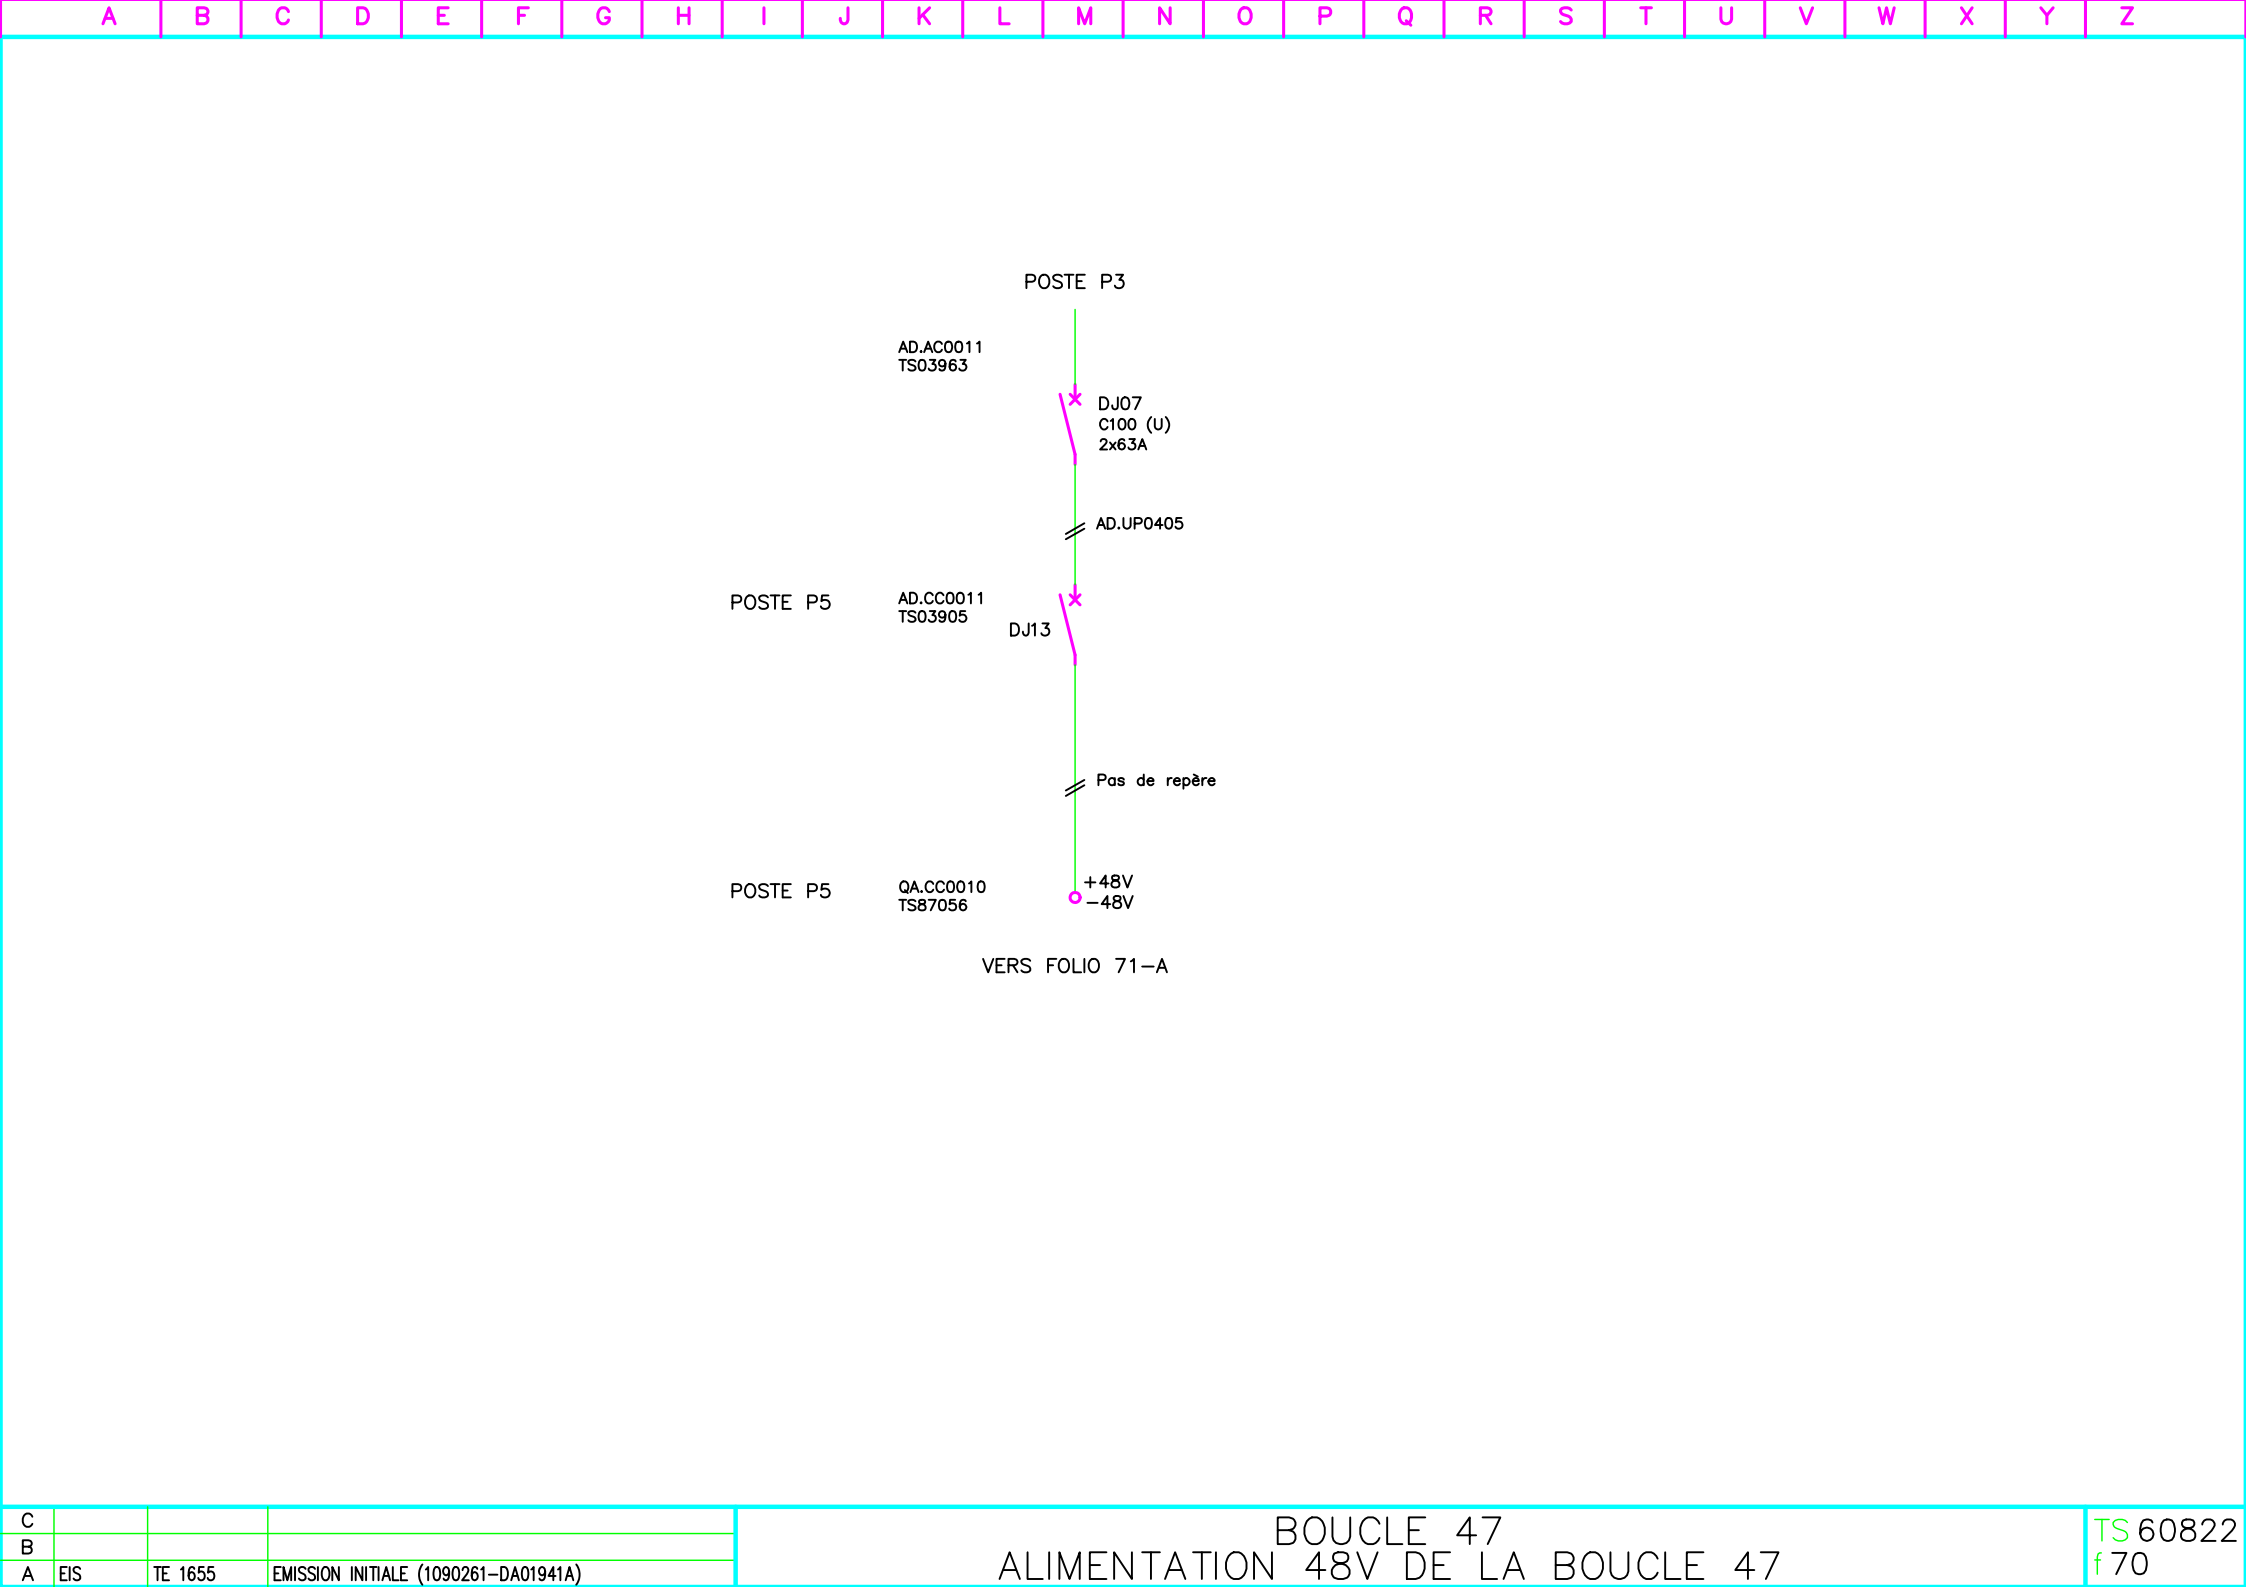 A B C D E F G H I J K L M N O P Q R S T U V W X Y Z
POSTE P3
AD.AC0011
TS03963
DJ07
C100 (U)
2x63A
AD.UP0405
POSTE P5
AD.CC0011
TS03905
DJ13
Pas de repère
POSTE P5
QA.CC0010
TS87056
+48V
-48V
VERS FOLIO 71-A
C
B
A EIS TE 1655 EMISSION INITIALE (1090261-DA01941A)
BOUCLE 47
ALIMENTATION 48V DE LA BOUCLE 47
TS 60822
f 70